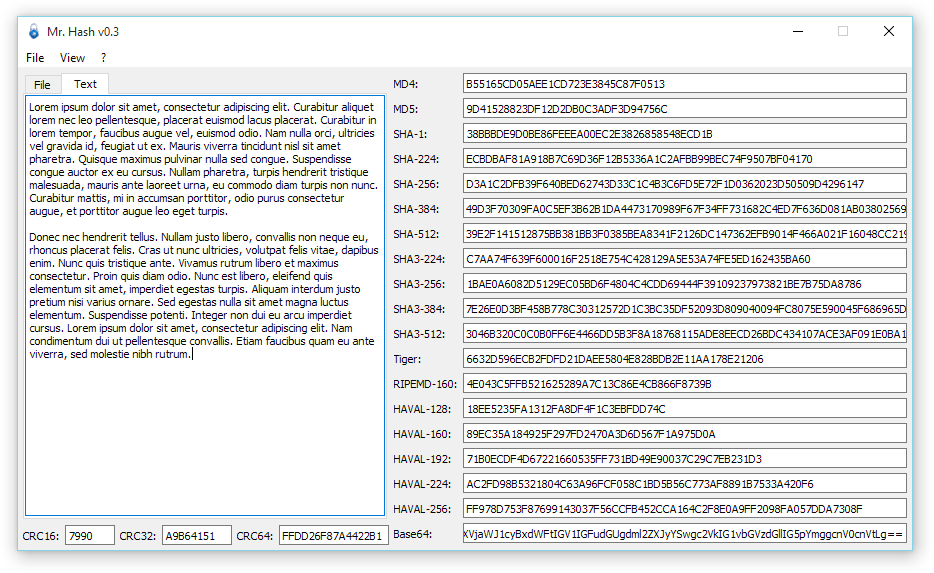 Mr. Hash v0.3
File View ?
File Text
Lorem ipsum dolor sit amet, consectetur adipiscing elit. Curabitur aliquet
lorem nec leo pellentesque, placerat euismod lacus placerat. Curabitur in
lorem tempor, faucibus augue vel, euismod odio. Nam nulla orci, ultricies
vel gravida id, feugiat ut ex. Mauris viverra tincidunt nisl sit amet
pharetra. Quisque maximus pulvinar nulla sed congue. Suspendisse
congue auctor ex eu cursus. Nullam pharetra, turpis hendrerit tristique
malesuada, mauris ante laoreet urna, eu commodo diam turpis non nunc.
Curabitur mattis, mi in accumsan porttitor, odio purus consectetur
augue, et porttitor augue leo eget turpis.
Donec nec hendrerit tellus. Nullam justo libero, convallis non neque eu,
rhoncus placerat felis. Cras ut nunc ultricies, volutpat felis vitae, dapibus
enim. Nunc quis tristique ante. Vivamus rutrum libero et maximus
consectetur. Proin quis diam odio. Nunc est libero, eleifend quis
elementum sit amet, imperdiet egestas turpis. Aliquam interdum justo
pretium nisi varius ornare. Sed egestas nulla sit amet magna luctus
elementum. Suspendisse potenti. Integer non dui eu arcu imperdiet
cursus. Lorem ipsum dolor sit amet, consectetur adipiscing elit. Nam
condimentum dui ut pellentesque convallis. Etiam faucibus quam eu ante
viverra, sed molestie nibh rutrum.
CRC16: 7990 CRC32: A9B64151 CRC64: FFDD26F87A4422B1
MD4: B55165CD05AEE1CD723E3845C87F0513
MD5: 9D41528823DF12D2DB0C3ADF3D94756C
SHA-1: 38BBBDE9D0BE86FEEEA00EC2E3826858548ECD1B
SHA-224: ECBDBAF81A918B7C69D36F12B5336A1C2AFBB99BEC74F9507BF04170
SHA-256: D3A1C2DFB39F640BED62743D33C1C4B3C6FD5E72F1D0362023D50509D4296147
SHA-384: 49D3F70309FA0C5EF3B62B1DA4473170989F67F34FF731682C4ED7F636D081AB03802569
SHA-512: 39E2F141512875BB381BB3F0385BEA8341F2126DC147362EFB9014F466A021F16048CC219
SHA3-224: C7AA74F639F600016F2518E754C428129A5E53A74FE5ED162435BA60
SHA3-256: 1BAE0A6082D5129EC05BD6F4804C4CDD69444F39109237973821BE7B75DA8786
SHA3-384: 7E26E0D3BF458B778C30312572D1C3BC35DF52093D809040094FC8075E590045F686965D
SHA3-512: 3046B320C0C0B0FF6E4466DD5B3F8A18768115ADE8EECD26BDC434107ACE3AF091E0BA1
Tiger: 6632D596ECB2FDFD21DAEE5804E828BDB2E11AA178E21206
RIPEMD-160: 4E043C5FFB521625289A7C13C86E4CB866F8739B
HAVAL-128: 18EE5235FA1312FA8DF4F1C3EBFDD74C
HAVAL-160: 89EC35A184925F297FD2470A3D6D567F1A975D0A
HAVAL-192: 71B0ECDF4D67221660535FF731BD49E90037C29C7EB231D3
HAVAL-224: AC2FD98B5321804C63A96FCF058C1BD5B56C773AF8891B7533A420F6
HAVAL-256: FF978D753F87699143037F56CCFB452CCA164C2F8E0A9FF2098FA057DDA7308F
Base64: XVjaWJ1cyBxdWFtIGV1IGFudGUgdml2ZXJyYSwgc2VkIG1vbGVzdGllIG5pYmggcnV0cnVtLg==